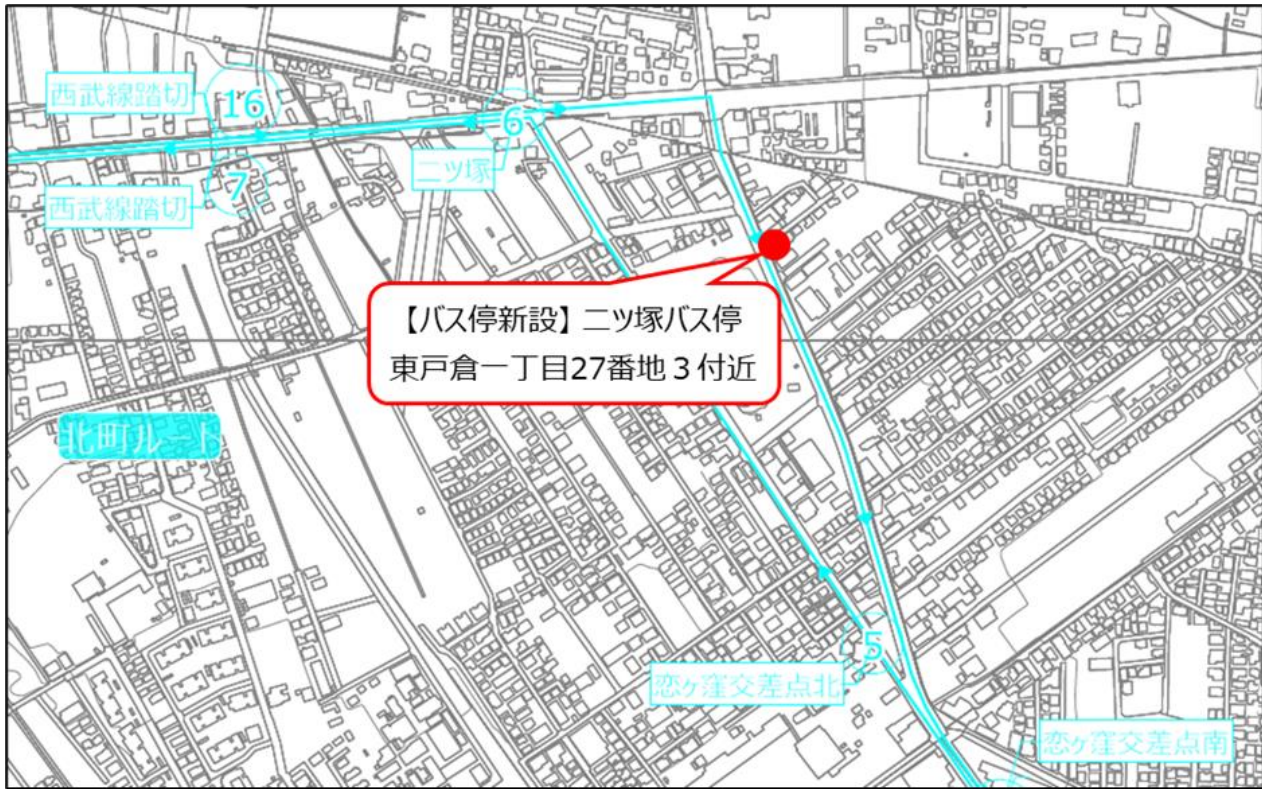 西武線踏切
16
6
二ツ塚
7
西武線踏切
【バス停新設】二ツ塚バス停
東戸倉一丁目27番地３付近
北町ルート
5
恋ヶ窪交差点北
恋ヶ窪交差点南